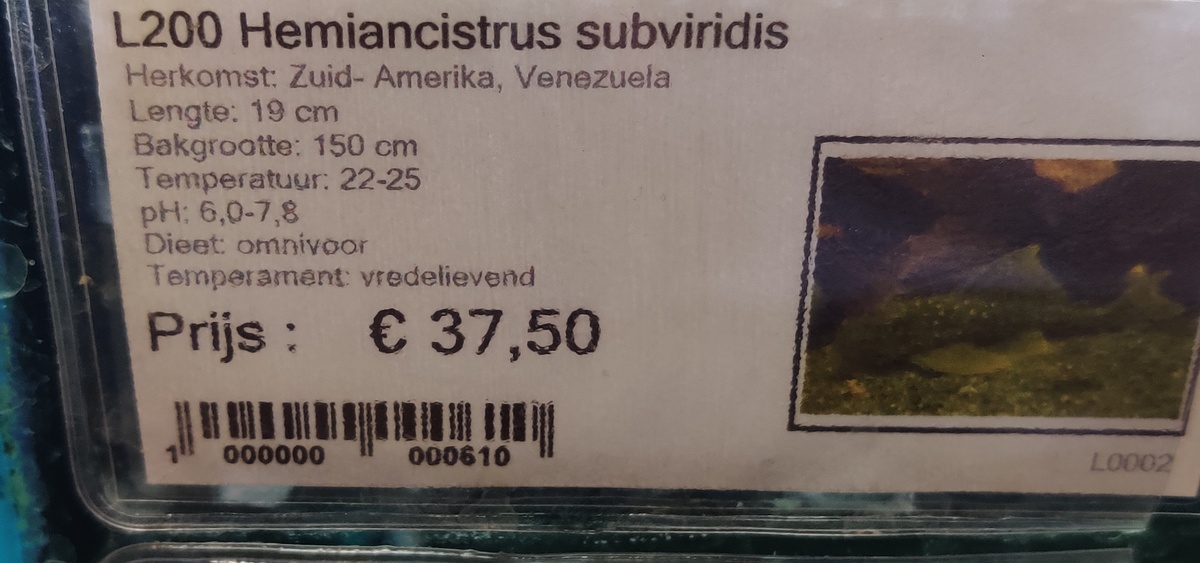 L200 Hemiancistrus subviridis
Herkomst: Zuid- Amerika, Venezuela
Lengte: 19 cm
Bakgrootte: 150 cm
Temperatuur: 22-25
pH: 6,0-7,8
Dieet: omnivoor
Temperament: vredelievend
Prijs : € 37,50
1 000000 000610
L0002